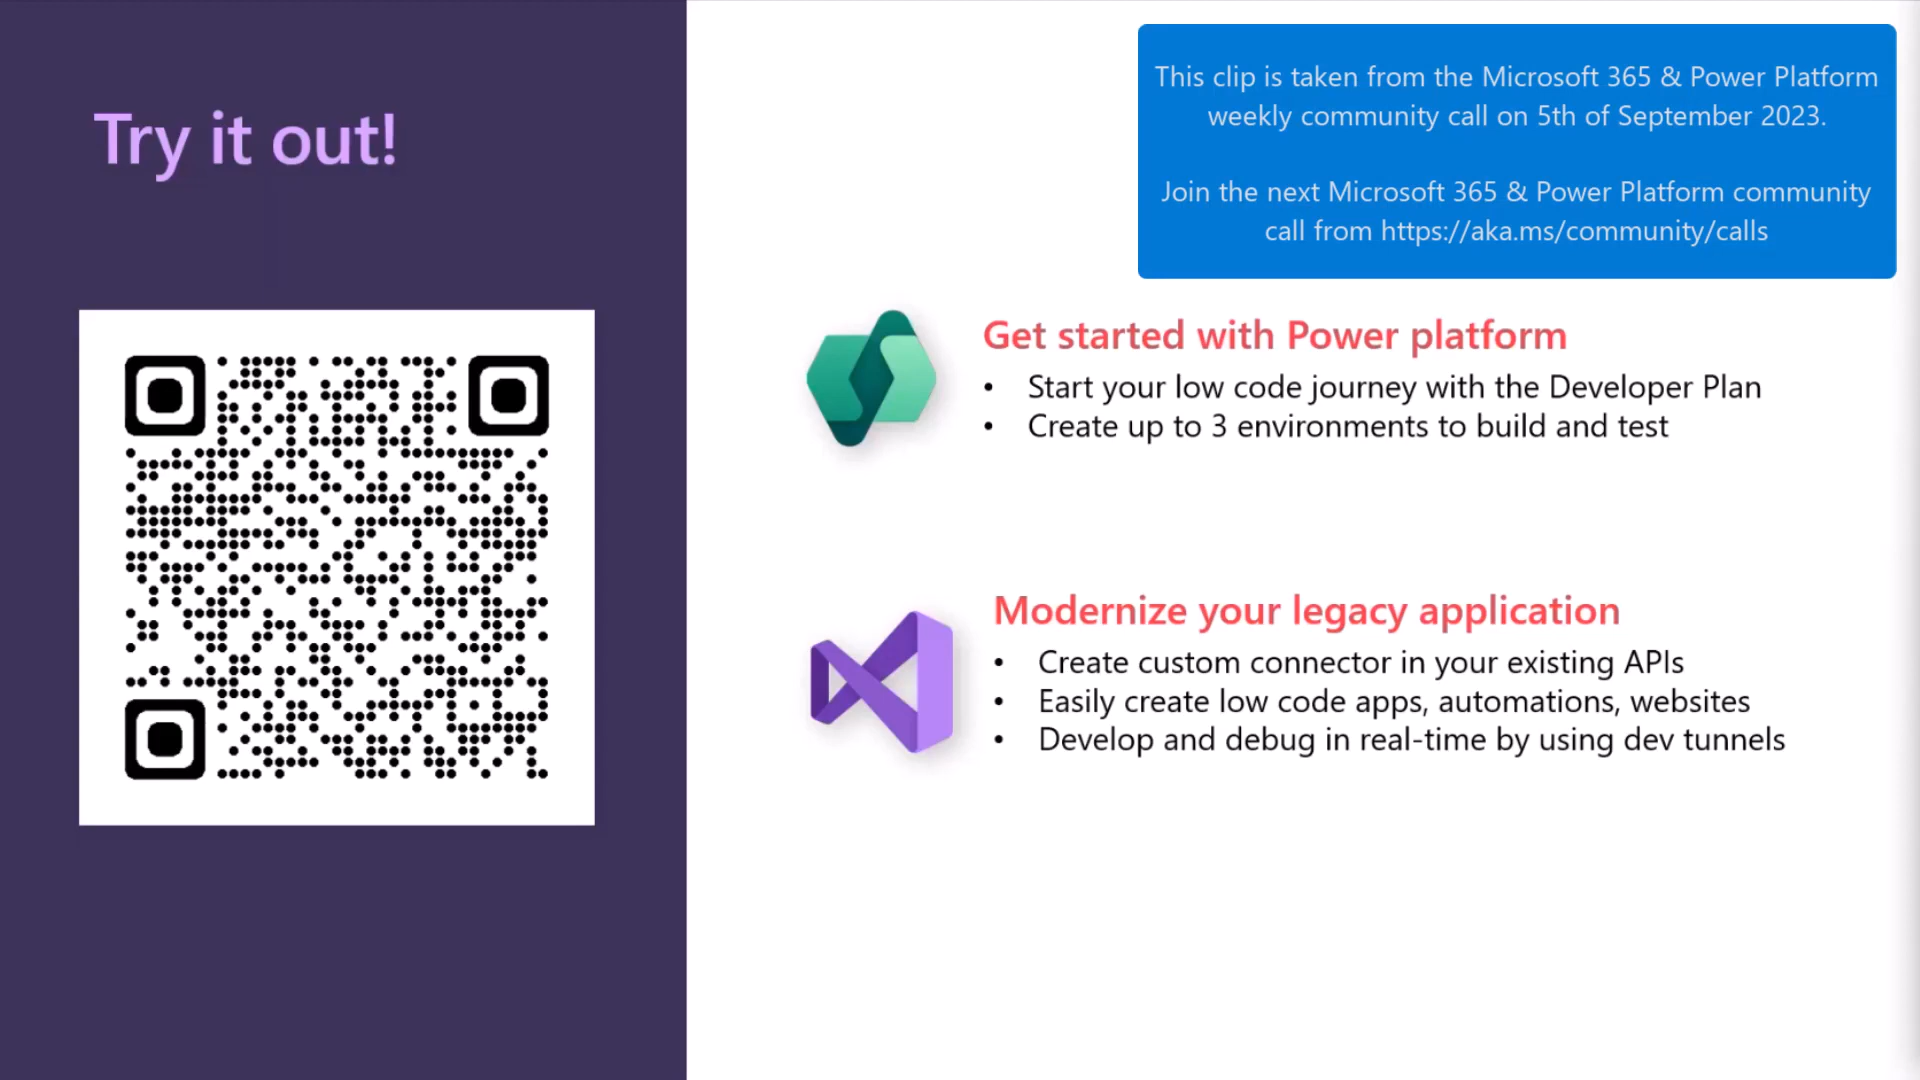 Try it out!
This clip is taken from the Microsoft 365 & Power Platform
weekly community call on 5th of September 2023.
Join the next Microsoft 365 & Power Platform community
call from https://aka.ms/community/calls
Get started with Power platform
• Start your low code journey with the Developer Plan
• Create up to 3 environments to build and test
Modernize your legacy application
• Create custom connector in your existing APIs
• Easily create low code apps, automations, websites
• Develop and debug in real-time by using dev tunnels